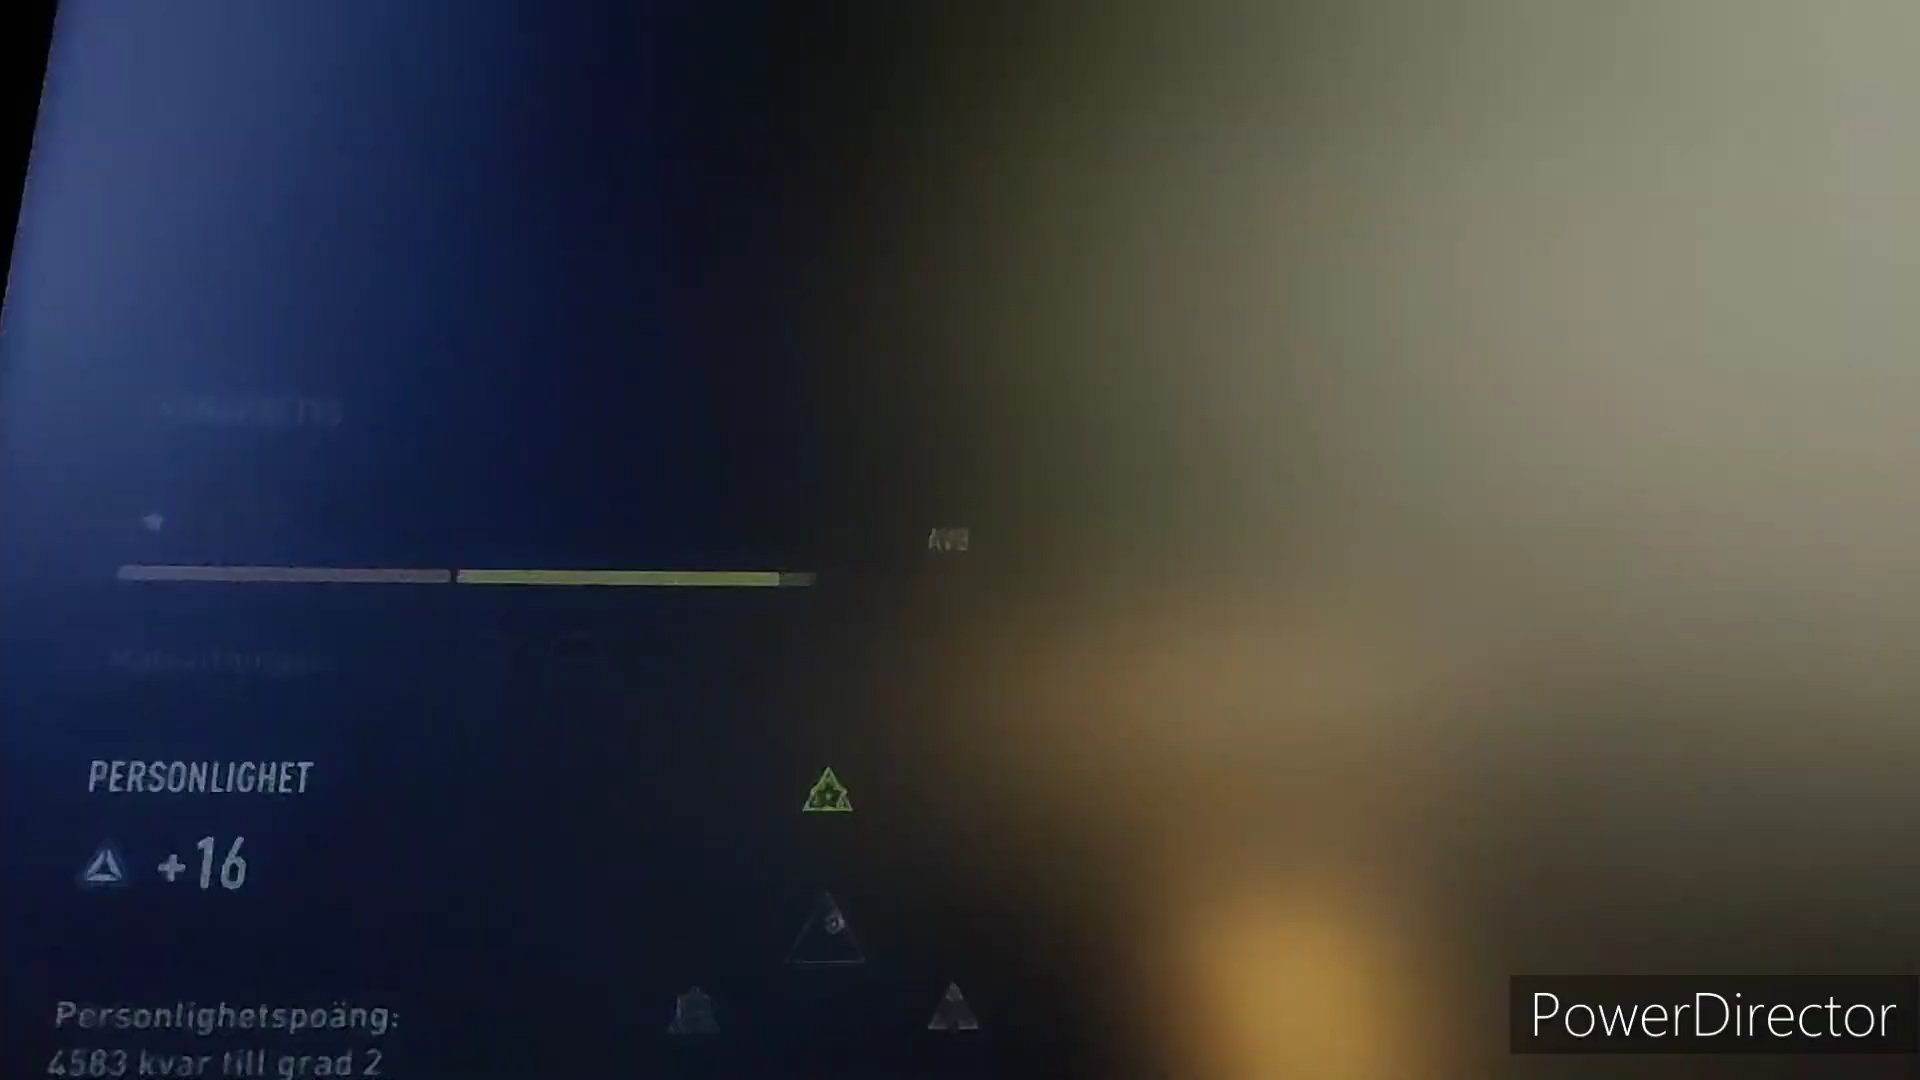 AVB
PERSONLIGHET
+16
Personlighetspoäng:
4583 kvar till grad 2
PowerDirector